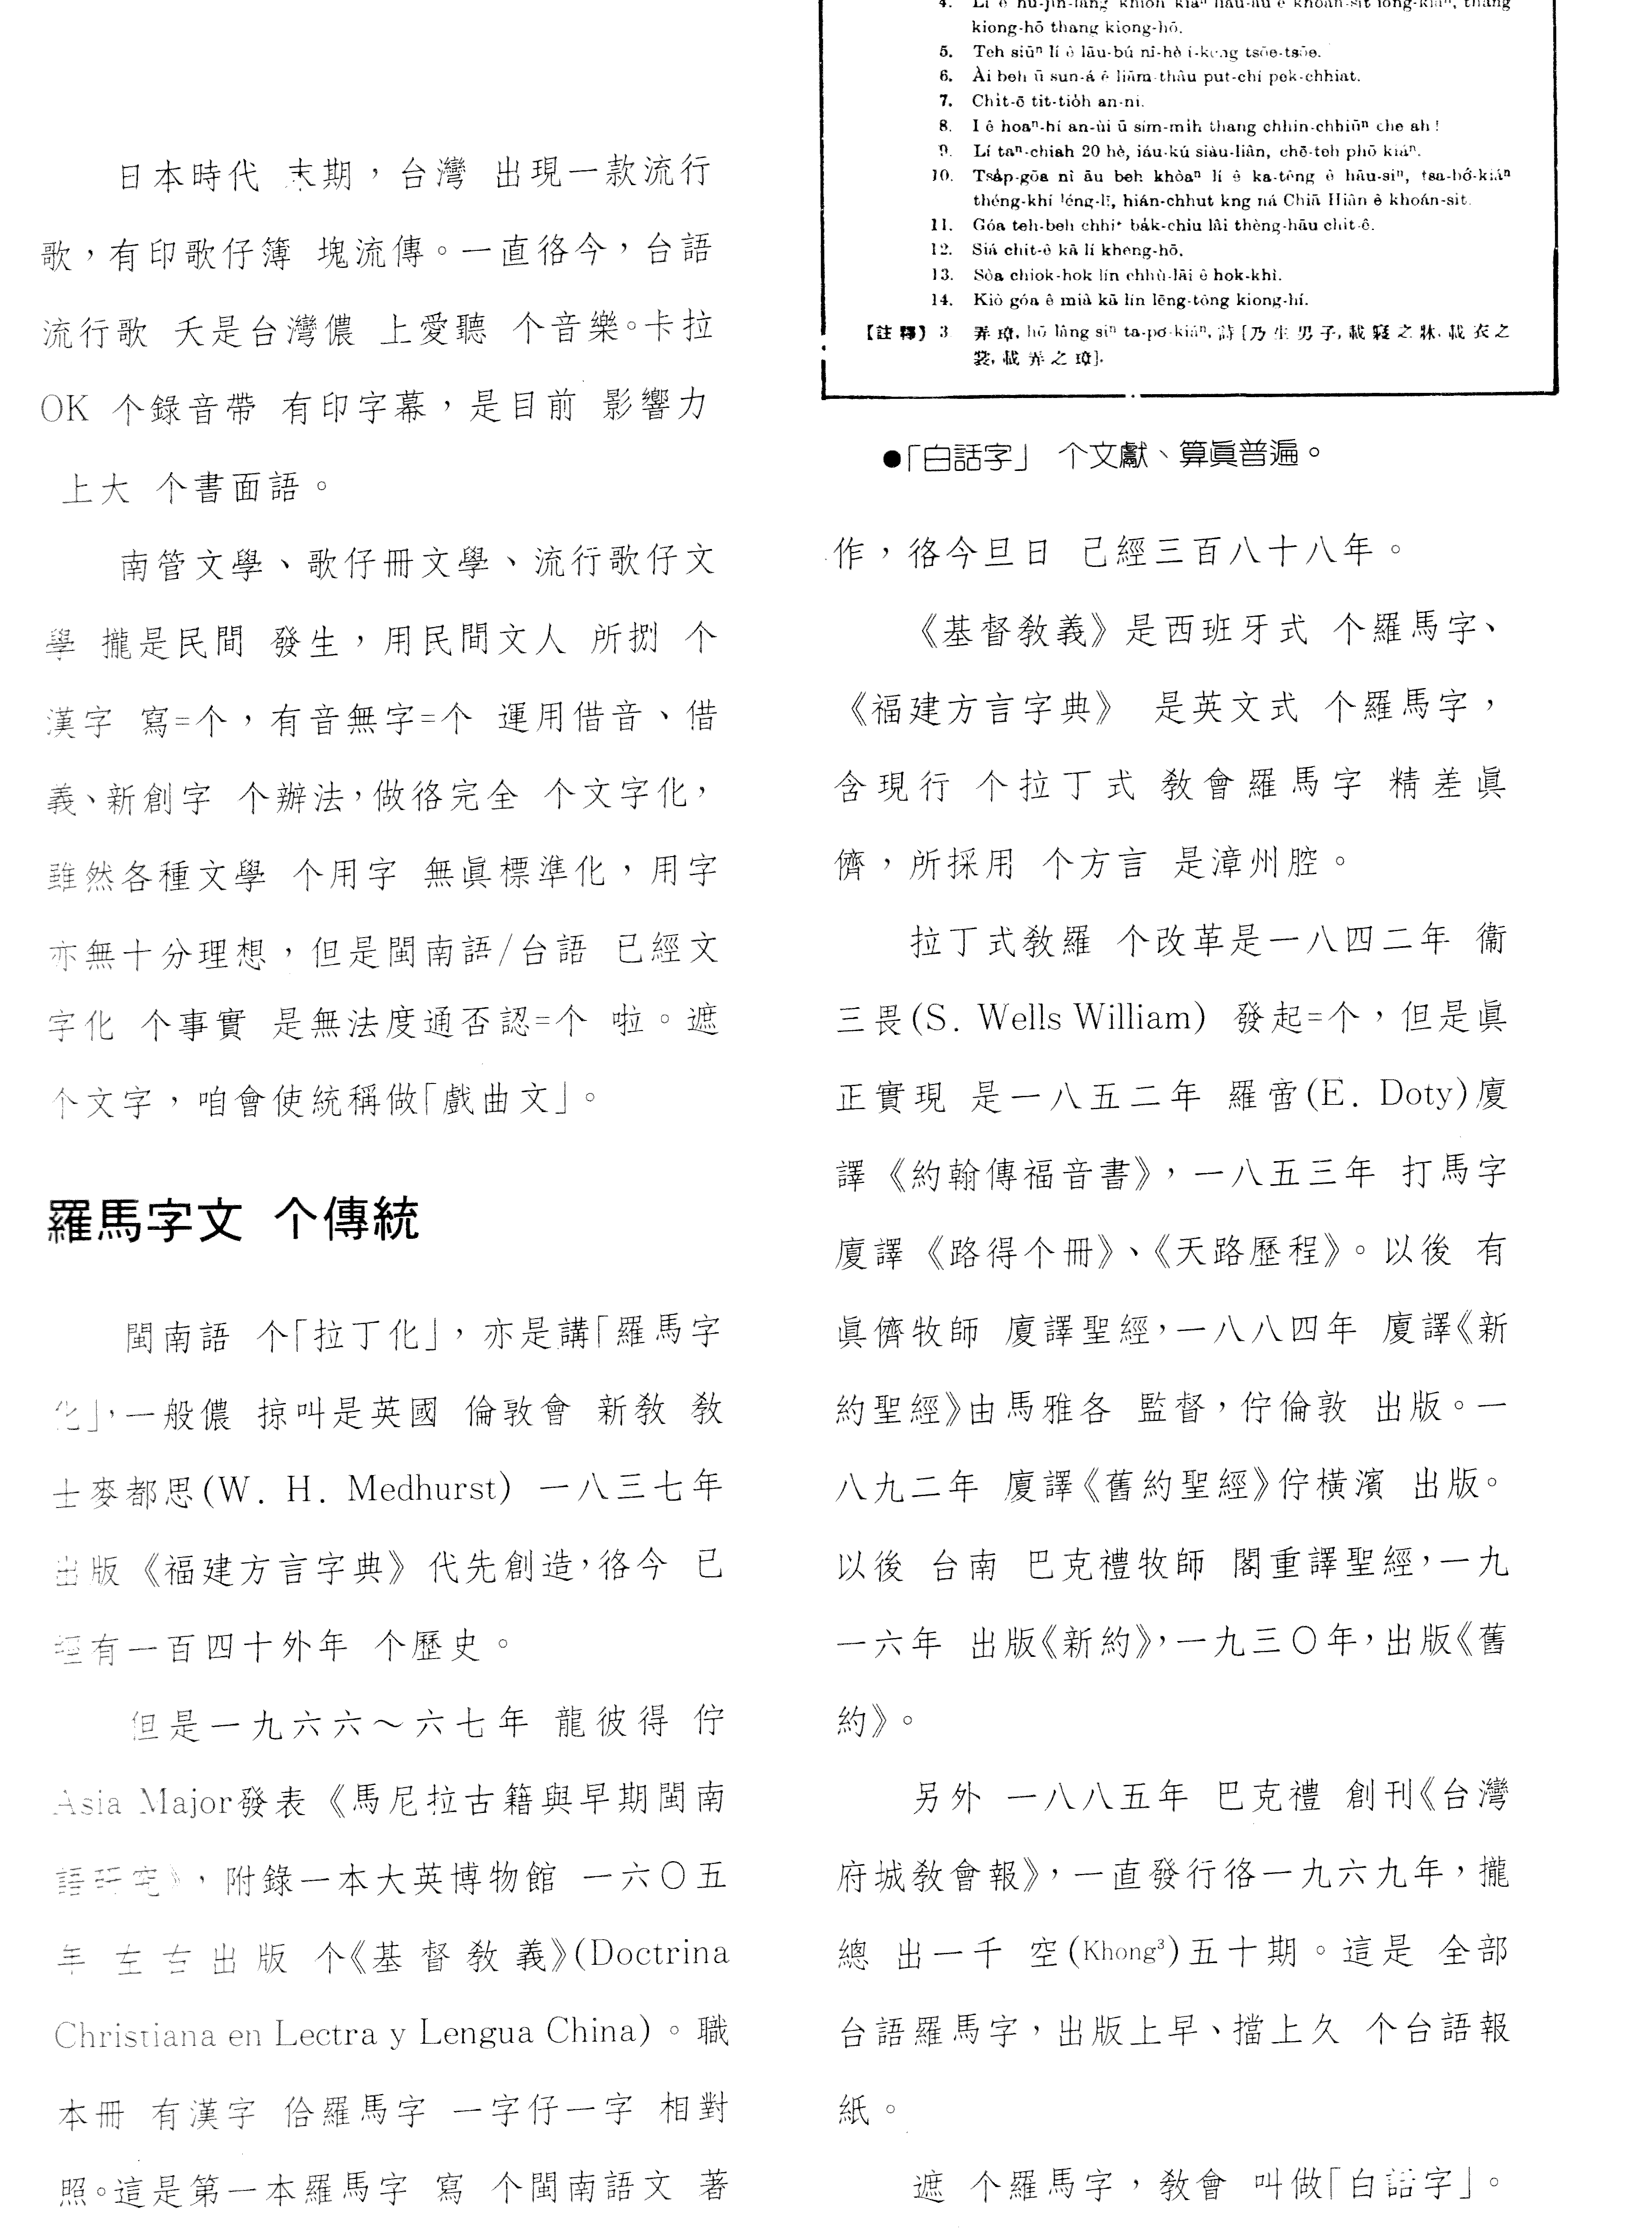 日本時代 末期，台灣 出現一款流行
歌，有印歌仔簿 塊流傳。一直佫今，台語
流行歌 夭是台灣儂 上愛聽 个音樂。卡拉
OK 个錄音帶 有印字幕，是目前 影響力
上大 个書面語。
南管文學、歌仔冊文學、流行歌仔文
學 攏是民間 發生，用民間文人 所捌 个
漢字 寫=个，有音無字=个 運用借音、借
義、新創字 个辦法，做佫完全 个文字化，
雖然各種文學 个用字 無眞標準化，用字
亦無十分理想，但是閩南語/台語 已經文
字化 个事實 是無法度通否認=个 啦。遮
个文字，咱會使統稱做「戲曲文」。
羅馬字文 个傳統
閩南語 个「拉丁化」，亦是講「羅馬字
化」，一般儂 掠叫是英國 倫敦會 新敎 敎
士麥都思(W. H. Medhurst) 一八三七年
出版《福建方言字典》代先創造，佫今 已
經有一百四十外年 个歷史。
但是一九六六～六七年 龍彼得 佇
Asia Major發表《馬尼拉古籍與早期閩南
語研究》，附錄一本大英博物館 一六〇五
年左右出版 个《基督敎義》(Doctrina
Christiana en Lectra y Lengua China)。職
本冊 有漢字 佮羅馬字 一字仔一字 相對
照。這是第一本羅馬字 寫 个閩南語文 著
kiong-hō thang kiong-hō.
5. Teh siūⁿ lí ê lāu-bú nî-hè í-keng tsōe-tsōe.
6. Ài beh ū sun-á ê liām-thâu put-chí pek-chhiat.
7. Chit-ō tit-tio̍h an-ni.
8. I ê hoaⁿ-hí an-ùi ū sím-mih thang chhin-chhiūⁿ che ah!
9. Lí taⁿ-chiah 20 hè, iáu-kú siàu-liân, chē-teh phō kiáⁿ.
10. Tsa̍p-gōa nî āu beh khòaⁿ lí ê ka-têng ê hāu-siⁿ, tsa-bó͘-kiáⁿ
théng-khí léng-lī, hián-chhut kng ná Chiā Hiân ê khoán-sit.
11. Góa teh-beh chhit ba̍k-chiu lâi thèng-hāu chit-ê.
12. Siá chit-ê kā lí kheng-hō.
13. Sòa chiok-hok lín chhù-lāi ê hok-khì.
14. Kiò góa ê miâ kā lín lēng-tōng kiong-hí.
【註釋】3 弄璋, hō͘ lâng siⁿ ta-po͘-kiáⁿ, 詩[乃生男子, 載寢之牀, 載衣之
裳, 載弄之璋].
●「白話字」 个文獻、算眞普遍。
作，佫今旦日 己經三百八十八年。
《基督敎義》是西班牙式 个羅馬字、
《福建方言字典》 是英文式 个羅馬字，
含現行 个拉丁式 敎會羅馬字 精差眞
儕，所採用 个方言 是漳州腔。
拉丁式敎羅 个改革是一八四二年 衞
三畏(S. Wells William) 發起=个，但是眞
正實現 是一八五二年 羅啻(E. Doty)廈
譯《約翰傳福音書》，一八五三年 打馬字
廈譯《路得个冊》、《天路歷程》。以後 有
眞儕牧師 廈譯聖經，一八八四年 廈譯《新
約聖經》由馬雅各 監督，佇倫敦 出版。一
八九二年 廈譯《舊約聖經》佇橫濱 出版。
以後 台南 巴克禮牧師 閣重譯聖經，一九
一六年 出版《新約》，一九三〇年，出版《舊
約》。
另外 一八八五年 巴克禮 創刊《台灣
府城敎會報》，一直發行佫一九六九年，攏
總 出一千 空(Khong³)五十期。這是 全部
台語羅馬字，出版上早、擋上久 个台語報
紙。
遮 个羅馬字，敎會 叫做「白話字」。